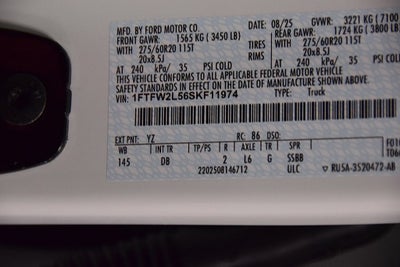 MFD. BY FORD MOTOR CO. DATE: 08/25 GVWR: 3221 KG (7100
FRONT GAWR: 1565 KG (3450 LB) REAR GAWR: 1724 KG (3800 LB
WITH 275/60R20 115T TIRES WITH 275/60R20 115T
20x8.5J RIMS 20x8.5J
AT 240 kPa/ 35 PSI COLD AT 240 kPa/ 35 PSI COLD
THIS VEHICLE CONFORMS TO ALL APPLICABLE FEDERAL MOTOR VEHICLE
SAFETY STANDARDS IN EFFECT ON THE DATE OF MANUFACTURE SHOWN ABOVE.
VIN: 1FTFW2L56SKF11974 TYPE: Truck
EXT PNT: YZ RC: 86 DSO: F010
WB INT TR TP/PS R AXLE TR SPR
145 DB 2 L6 G SSBB
2202508146712 ULC RU5A-3520472-AB